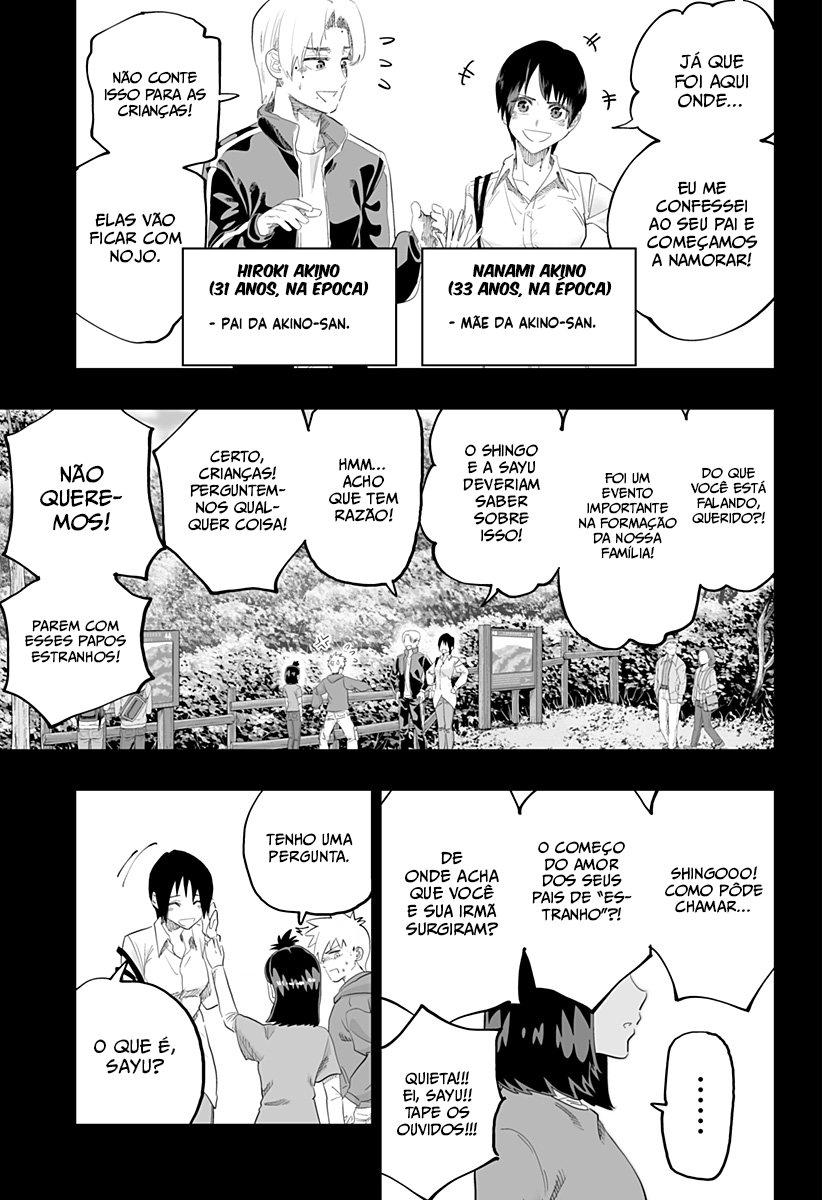 JÁ QUE
FOI AQUI
ONDE...
EU ME
CONFESSEI
AO SEU PAI E
COMEÇAMOS
A NAMORAR!
NÃO CONTE
ISSO PARA AS
CRIANÇAS!
ELAS VÃO
FICAR COM
NOJO.
NANAMI AKINO
(33 ANOS, NA ÉPOCA)
- MÃE DA AKINO-SAN.
HIROKI AKINO
(31 ANOS, NA ÉPOCA)
- PAI DA AKINO-SAN.
DO QUE
VOCÊ ESTÁ
FALANDO,
QUERIDO?!
FOI UM
EVENTO
IMPORTANTE
NA FORMAÇÃO
DA NOSSA
FAMÍLIA!
O SHINGO
E A SAYU
DEVERIAM
SABER
SOBRE
ISSO!
HMM...
ACHO
QUE TEM
RAZÃO!
CERTO,
CRIANÇAS!
PERGUNTEM-
NOS QUAL-
QUER COISA!
NÃO
QUERE-
MOS!
PAREM COM
ESSES PAPOS
ESTRANHOS!
SHINGOOO!
COMO PÔDE
CHAMAR...
O COMEÇO
DO AMOR
DOS SEUS
PAIS DE "ES-
TRANHO"?!
DE
ONDE ACHA
QUE VOCÊ
E SUA IRMÃ
SURGIRAM?
QUIETA!!!
EI, SAYU!!
TAPE OS
OUVIDOS!!!
......
TENHO UMA
PERGUNTA.
O QUE É,
SAYU?